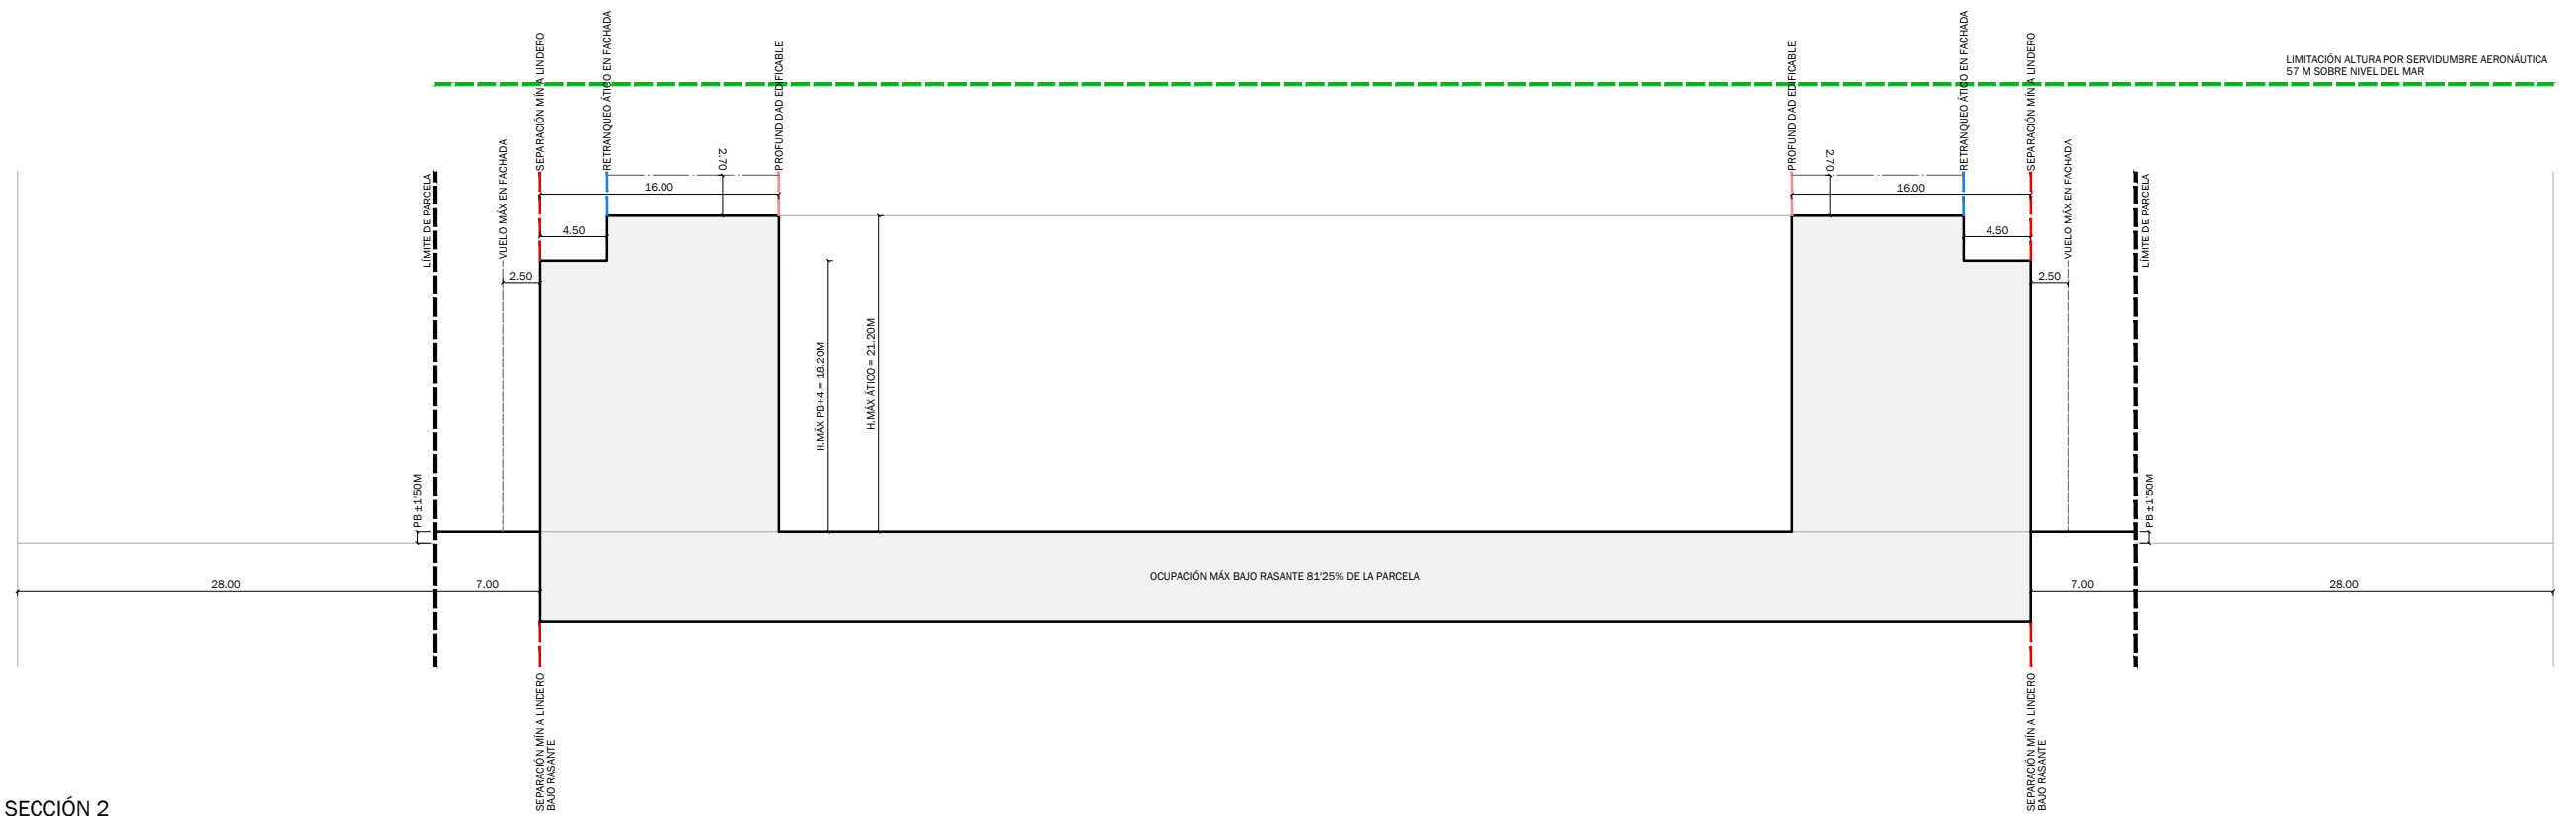 LIMITACIÓN ALTURA POR SERVIDUMBRE AERONÁUTICA
57 M SOBRE NIVEL DEL MAR
LÍMITE DE PARCELA
VUELO MÁX EN FACHADA
SEPARACIÓN MÍN A LINDERO
RETRANQUEO ÁTICO EN FACHADA
PROFUNDIDAD EDIFICABLE
PROFUNDIDAD EDIFICABLE
RETRANQUEO ÁTICO EN FACHADA
SEPARACIÓN MÍN A LINDERO
VUELO MÁX EN FACHADA
LÍMITE DE PARCELA
2.70
2.70
16.00
16.00
4.50
4.50
2.50
2.50
H.MÁX PB+4 = 18.20M
H.MÁX ÁTICO = 21.20M
PB ±1'50M
PB ±1'50M
OCUPACIÓN MÁX BAJO RASANTE 81'25% DE LA PARCELA
28.00
7.00
7.00
28.00
SEPARACIÓN MÍN A LINDERO
BAJO RASANTE
SEPARACIÓN MÍN A LINDERO
BAJO RASANTE
SECCIÓN 2